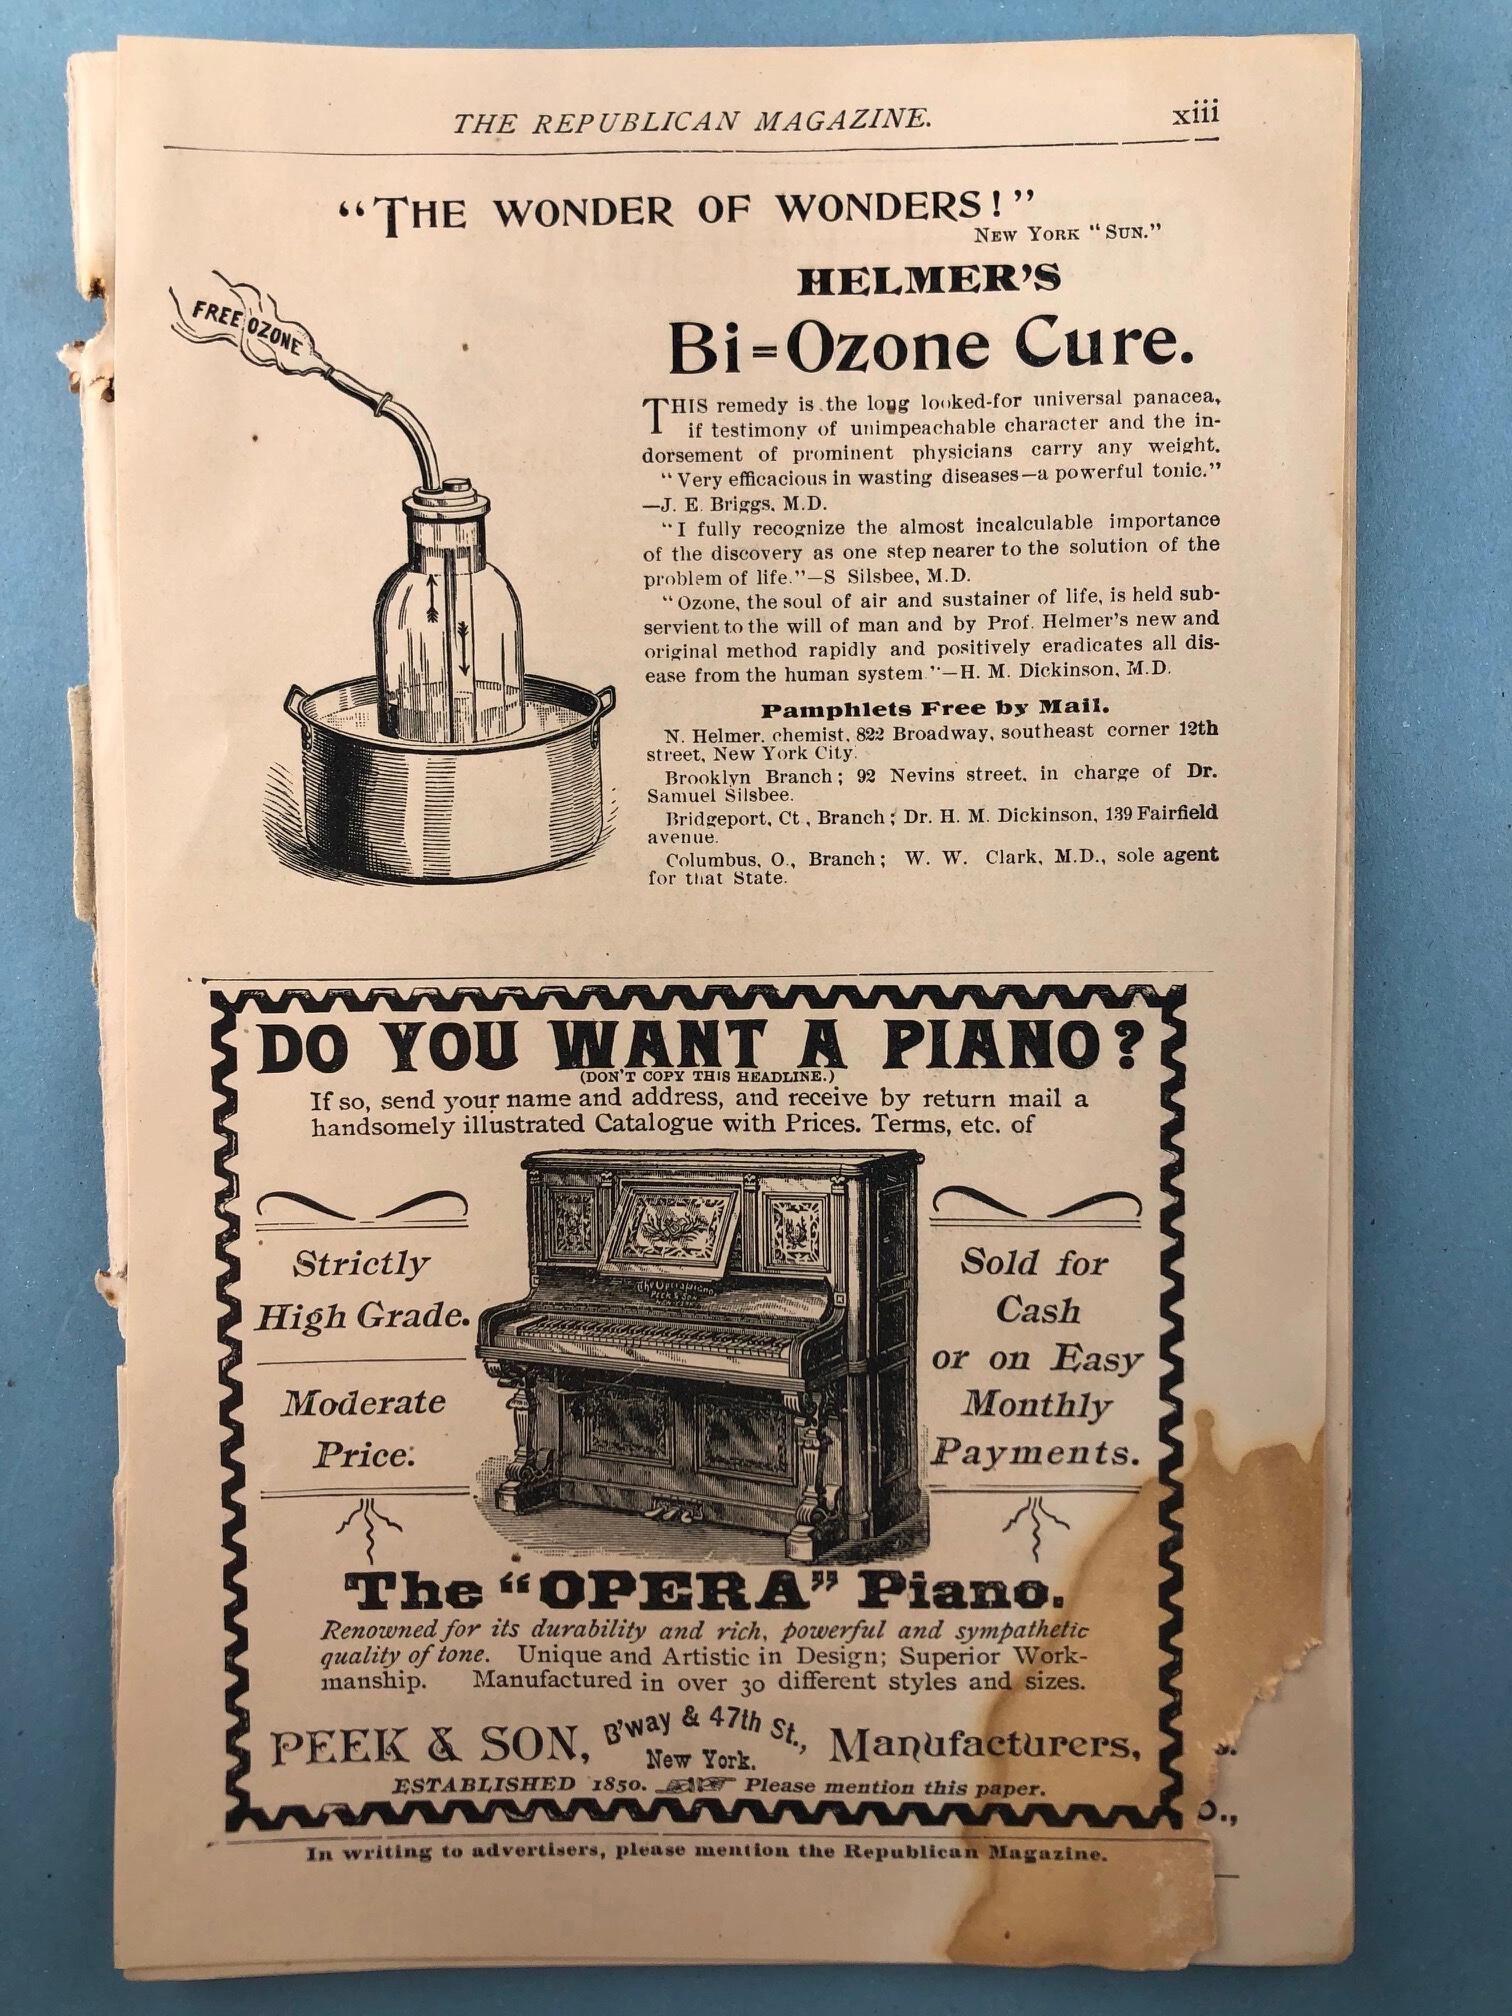 THE REPUBLICAN MAGAZINE. xiii
“THE WONDER OF WONDERS!”
NEW YORK “SUN.”
FREE OZONE
HELMER’S
Bi=Ozone Cure.
THIS remedy is the long looked-for universal panacea,
if testimony of unimpeachable character and the in-
dorsement of prominent physicians carry any weight.
“Very efficacious in wasting diseases—a powerful tonic.”
—J. E. Briggs, M.D.
“I fully recognize the almost incalculable importance
of the discovery as one step nearer to the solution of the
problem of life.”—S Silsbee, M.D.
“Ozone, the soul of air and sustainer of life, is held sub-
servient to the will of man and by Prof. Helmer’s new and
original method rapidly and positively eradicates all dis-
ease from the human system.”—H. M. Dickinson, M.D.
Pamphlets Free by Mail.
N. Helmer, chemist, 822 Broadway, southeast corner 12th
street, New York City.
Brooklyn Branch; 92 Nevins street, in charge of Dr.
Samuel Silsbee.
Bridgeport, Ct., Branch; Dr. H. M. Dickinson, 139 Fairfield
avenue.
Columbus, O., Branch; W. W. Clark, M.D., sole agent
for that State.
DO YOU WANT A PIANO?
(DON’T COPY THIS HEADLINE.)
If so, send your name and address, and receive by return mail a
handsomely illustrated Catalogue with Prices. Terms, etc. of
Strictly
High Grade.
Moderate
Price.
The Opera Piano
PEEK & SON
NEW YORK
Sold for
Cash
or on Easy
Monthly
Payments.
The “OPERA” Piano.
Renowned for its durability and rich, powerful and sympathetic
quality of tone. Unique and Artistic in Design; Superior Work-
manship. Manufactured in over 30 different styles and sizes.
PEEK & SON, B’way & 47th St., New York. Manufacturers,
ESTABLISHED 1850. Please mention this paper.
In writing to advertisers, please mention the Republican Magazine.